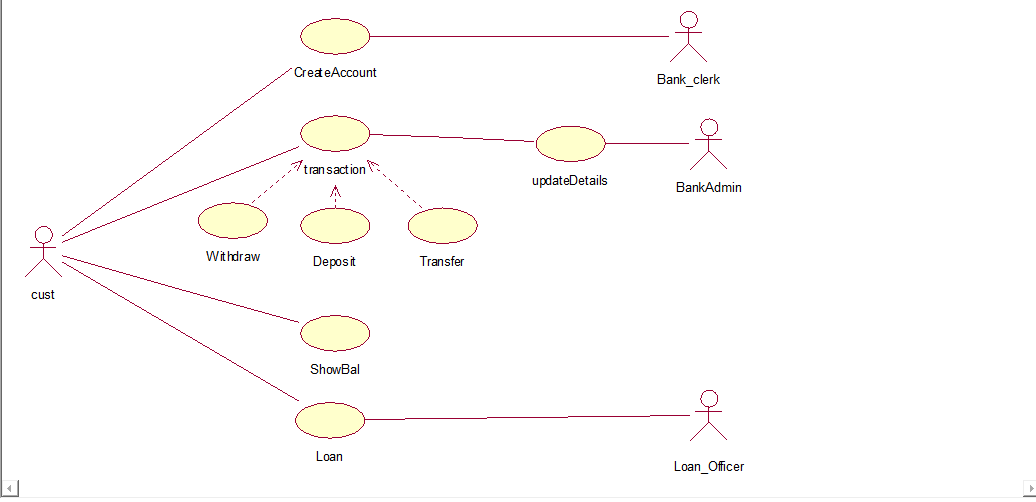 CreateAccount
Bank_clerk
transaction
updateDetails
BankAdmin
Withdraw
Deposit
Transfer
cust
ShowBal
Loan
Loan_Officer